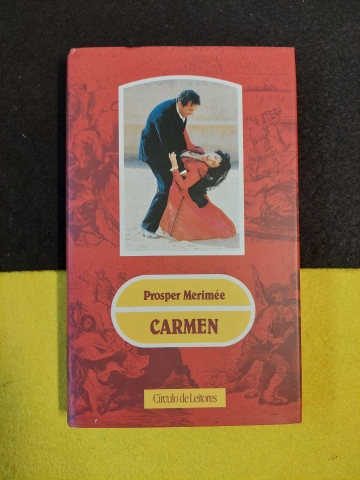 Prosper Merimée
CARMEN
Círculo de Leitores